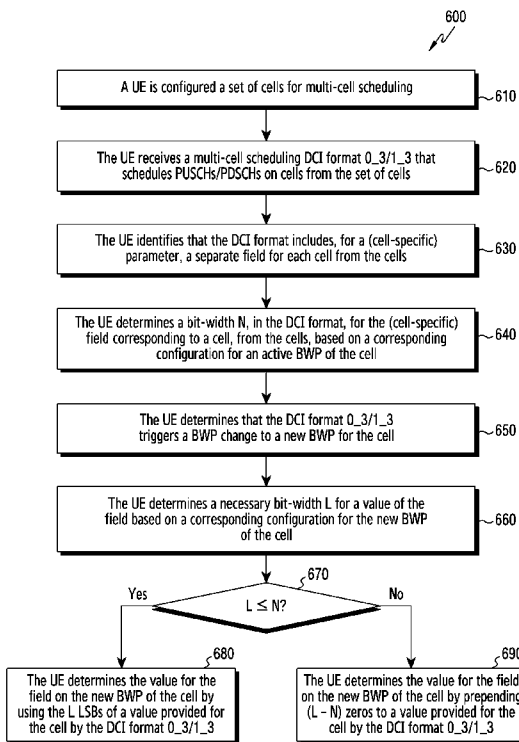 600
A UE is configured a set of cells for multi-cell scheduling
610
The UE receives a multi-cell scheduling DCI format 0_3/1_3 that
schedules PUSCHs/PDSCHs on cells from the set of cells
620
The UE identifies that the DCI format includes, for a (cell-specific)
parameter, a separate field for each cell from the cells
630
The UE determines a bit-width N, in the DCI format, for the (cell-specific)
field corresponding to a cell, from the cells, based on a corresponding
configuration for an active BWP of the cell
640
The UE determines that the DCI format 0_3/1_3
triggers a BWP change to a new BWP for the cell
650
The UE determines a necessary bit-width L for a value of the
field based on a corresponding configuration for the new BWP
of the cell
660
670
Yes
L ≤ N?
No
680
The UE determines the value for the
field on the new BWP of the cell by
using the L LSBs of a value provided for
the cell by the DCI format 0_3/1_3
690
The UE determines the value for the field
on the new BWP of the cell by prepending
(L – N) zeros to a value provided for the
cell by the DCI format 0_3/1_3